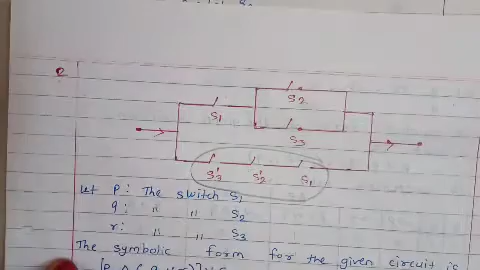 Q
S2
S1
S3
S3' S2' S1
Let P: The switch S1
q: " " S2
r: " " S3
The symbolic form for the given circuit is
[P ∧ (q ∨ r)] ∨